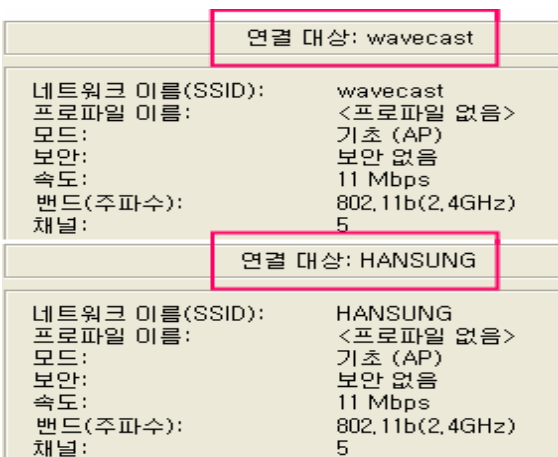 연결 대상: wavecast
네트워크 이름(SSID): wavecast
프로파일 이름: <프로파일 없음>
모드: 기초 (AP)
보안: 보안 없음
속도: 11 Mbps
밴드(주파수): 802.11b(2.4GHz)
채널: 5
연결 대상: HANSUNG
네트워크 이름(SSID): HANSUNG
프로파일 이름: <프로파일 없음>
모드: 기초 (AP)
보안: 보안 없음
속도: 11 Mbps
밴드(주파수): 802.11b(2.4GHz)
채널: 5